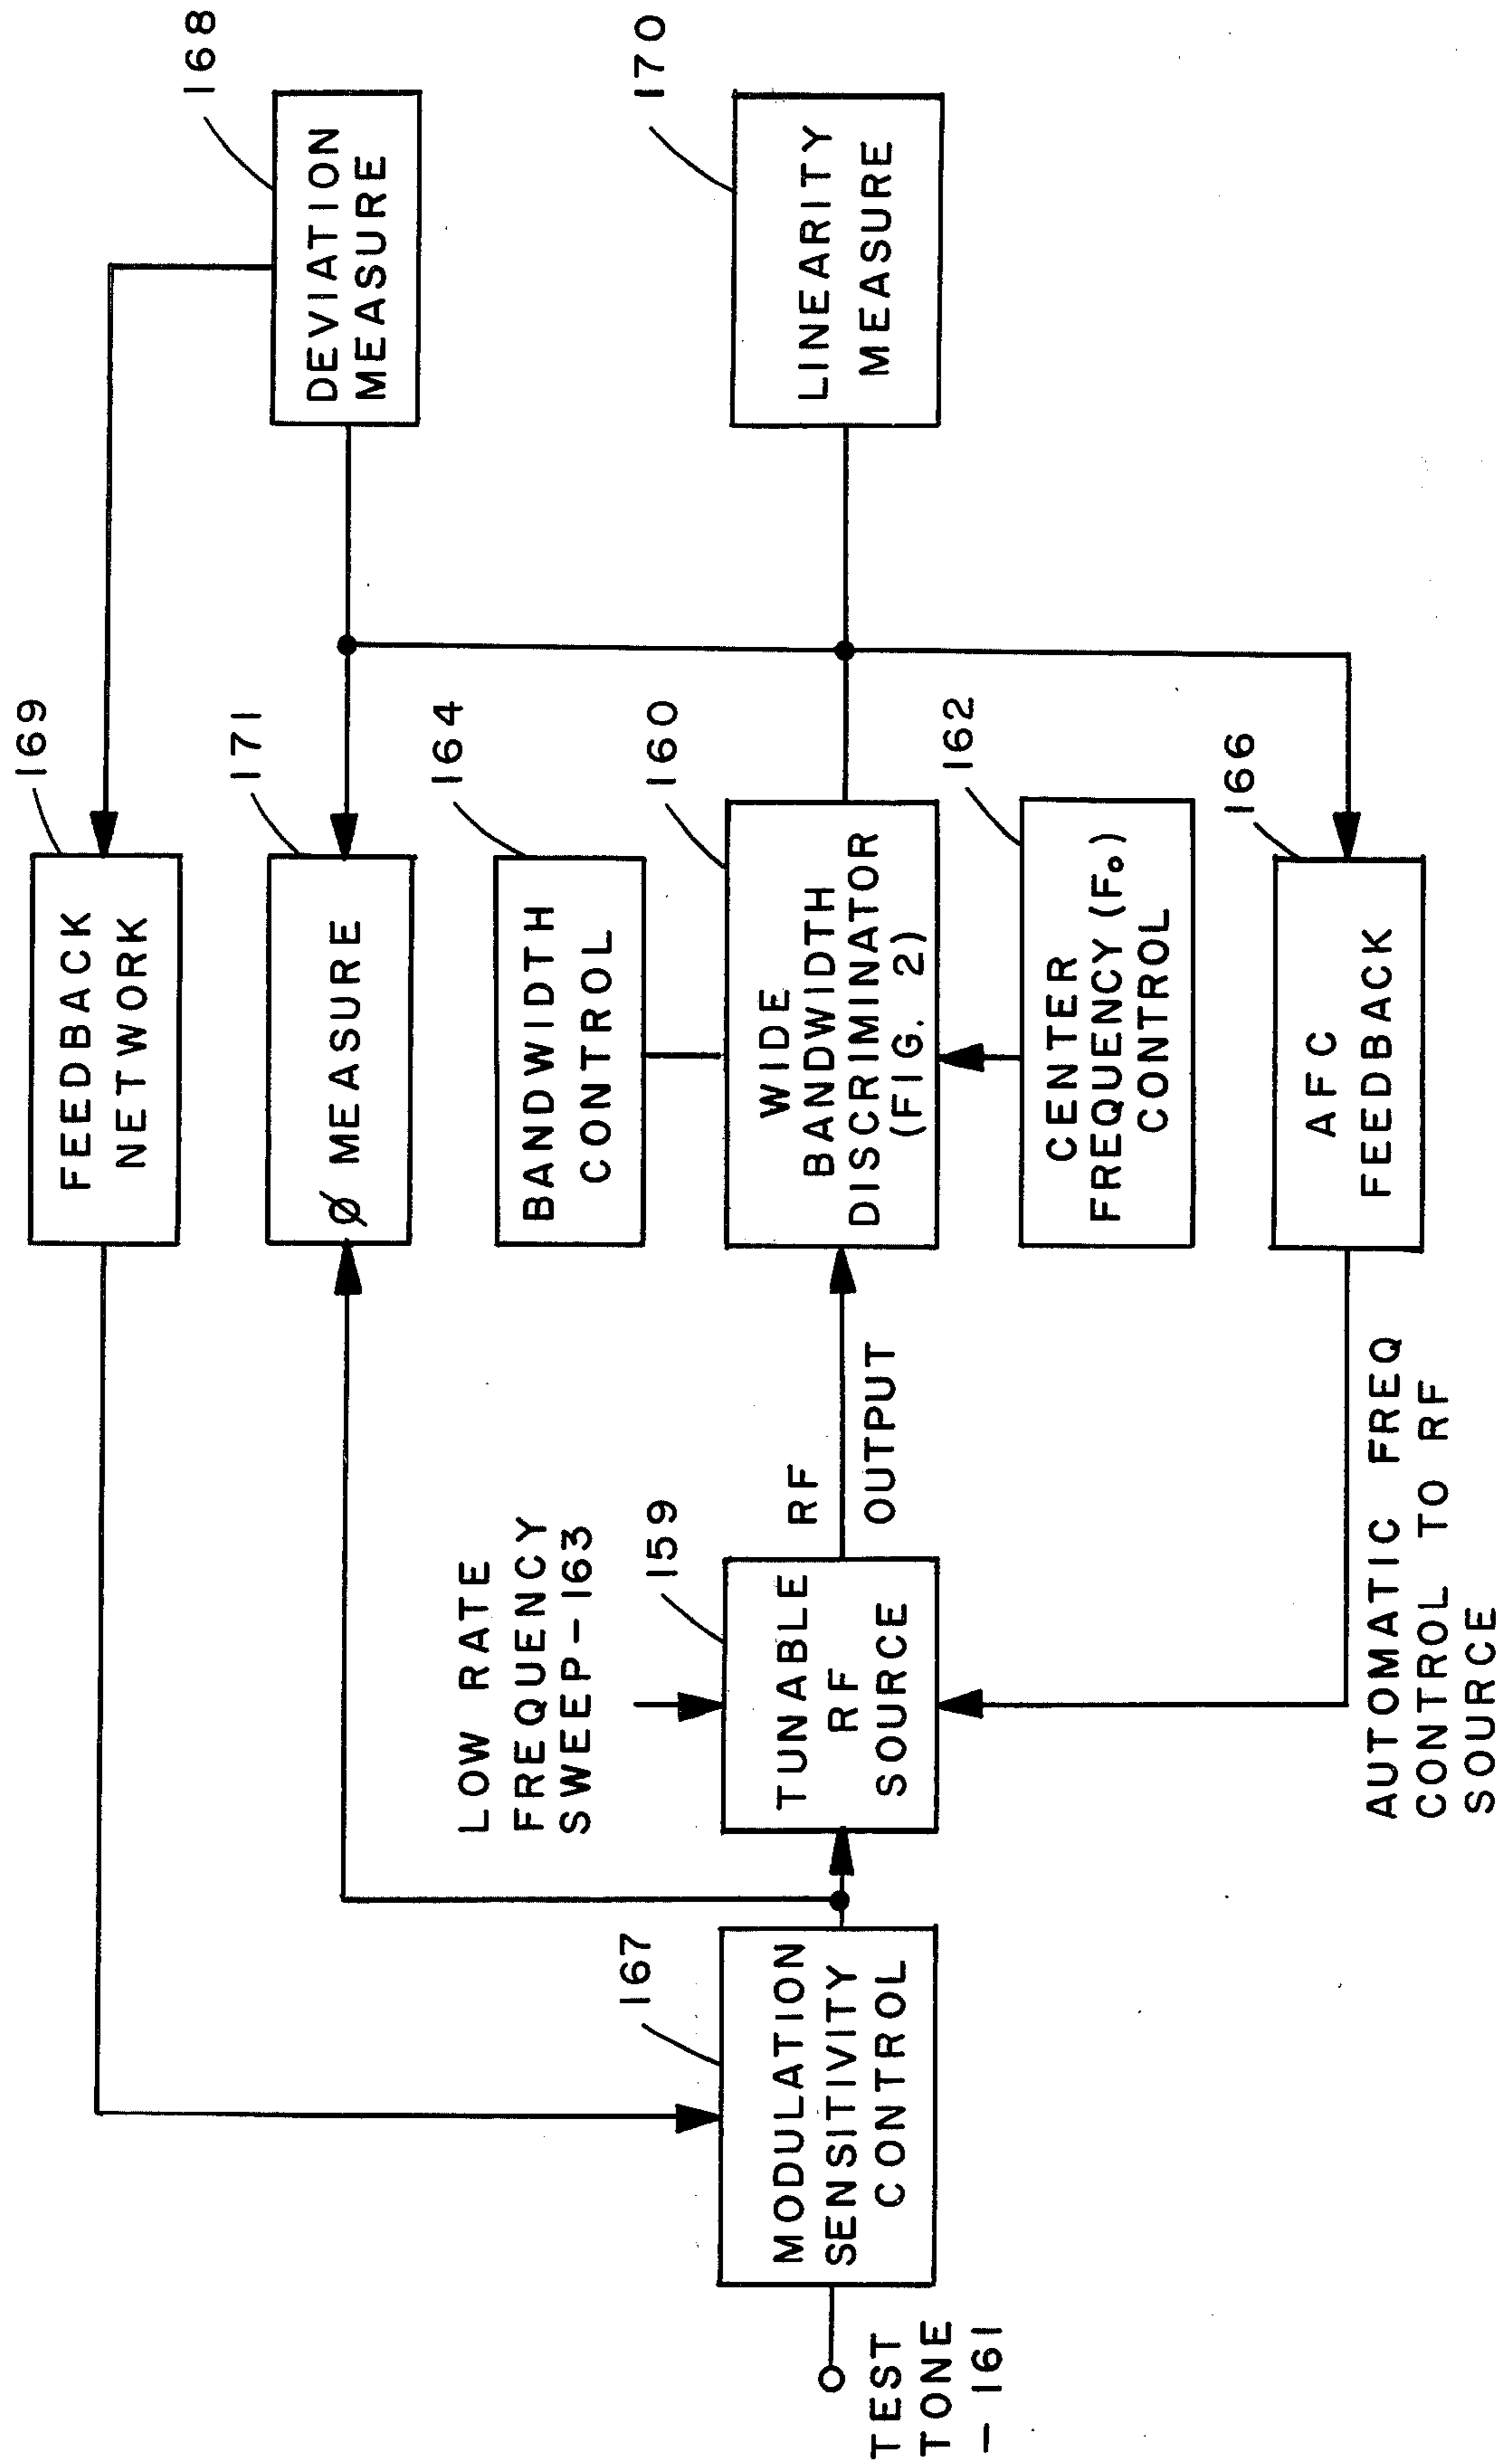 169
FEEDBACK
NETWORK
168
DEVIATION
MEASURE
171
Ø MEASURE
164
BANDWIDTH
CONTROL
LOW RATE
FREQUENCY
SWEEP-163
167
MODULATION
SENSITIVITY
CONTROL
TEST
TONE
-161
159
TUNABLE
RF
SOURCE
RF
OUTPUT
160
WIDE
BANDWIDTH
DISCRIMINATOR
(FIG. 2)
170
LINEARITY
MEASURE
162
CENTER
FREQUENCY (F₀)
CONTROL
166
AFC
FEEDBACK
AUTOMATIC FREQ
CONTROL TO RF
SOURCE